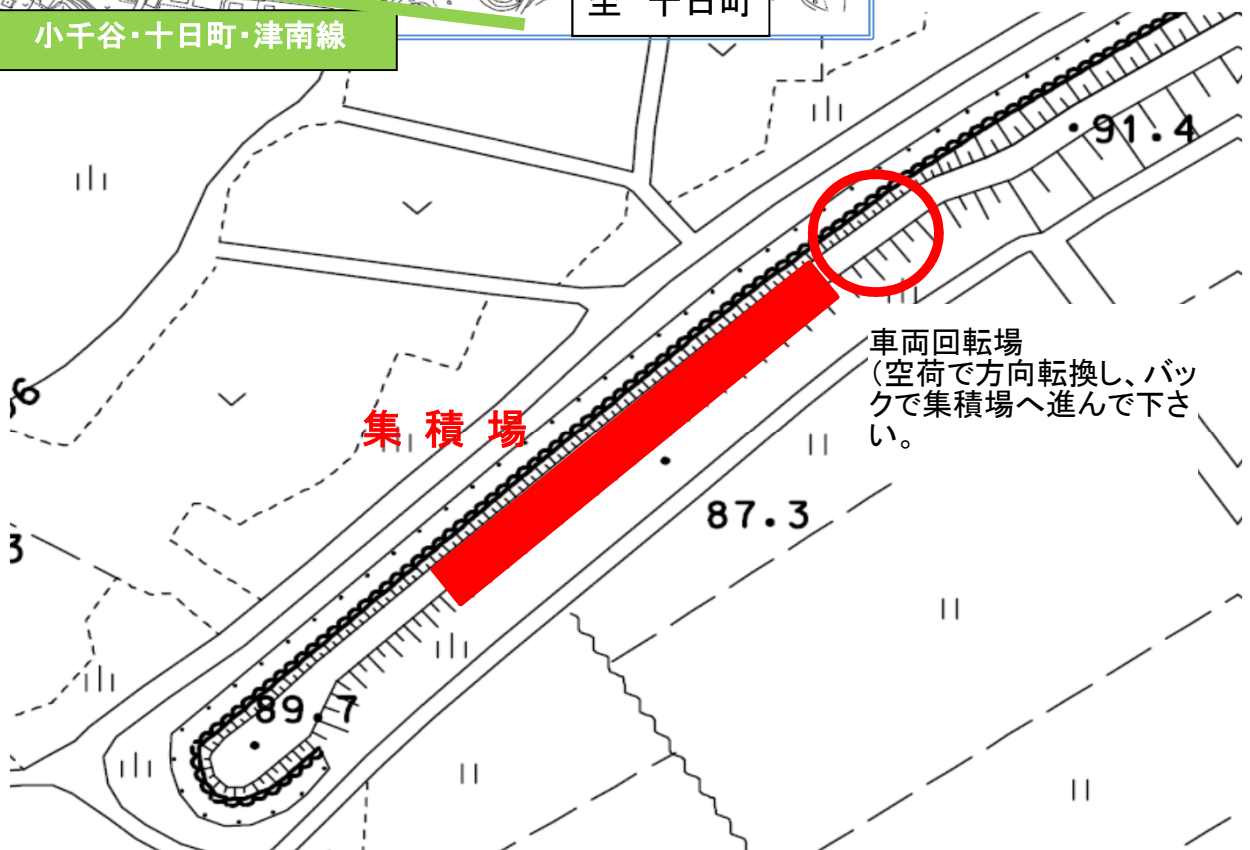 至 十日町
小千谷・十日町・津南線
91.4
車両回転場
(空荷で方向転換し、バッ
クで集積場へ進んで下さ
い。
集 積 場
87.3
89.7